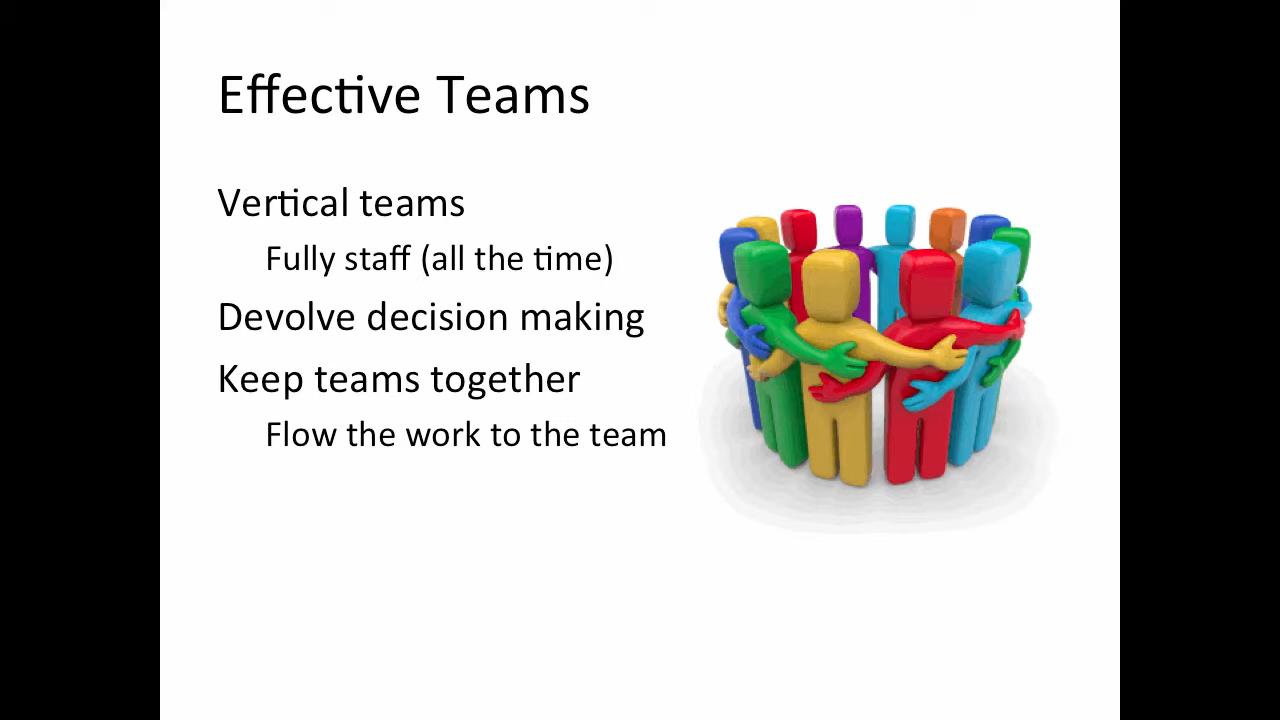 Effective Teams
Vertical teams
Fully staff (all the time)
Devolve decision making
Keep teams together
Flow the work to the team